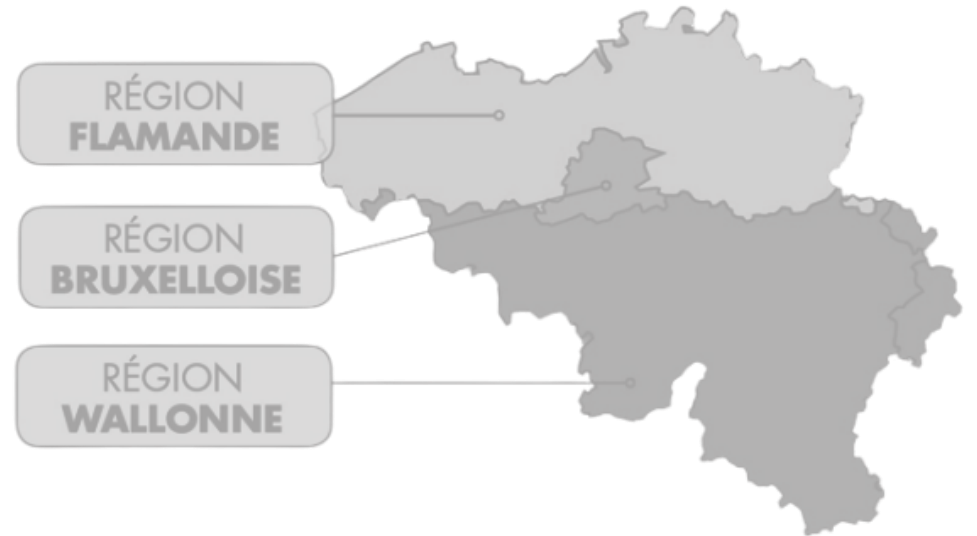 RÉGION
FLAMANDE
RÉGION
BRUXELLOISE
RÉGION
WALLONNE